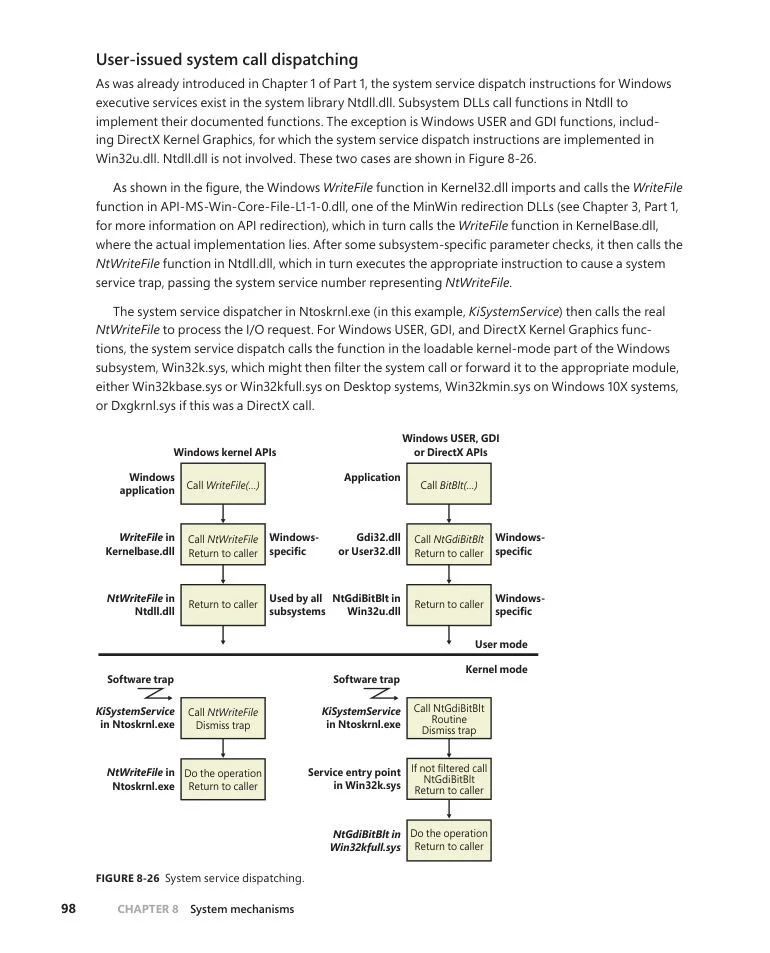 User-issued system call dispatching
As was already introduced in Chapter 1 of Part 1, the system service dispatch instructions for Windows
executive services exist in the system library Ntdll.dll. Subsystem DLLs call functions in Ntdll to
implement their documented functions. The exception is Windows USER and GDI functions, includ-
ing DirectX Kernel Graphics, for which the system service dispatch instructions are implemented in
Win32u.dll. Ntdll.dll is not involved. These two cases are shown in Figure 8-26.
As shown in the figure, the Windows WriteFile function in Kernel32.dll imports and calls the WriteFile
function in API-MS-Win-Core-File-L1-1-0.dll, one of the MinWin redirection DLLs (see Chapter 3, Part 1,
for more information on API redirection), which in turn calls the WriteFile function in KernelBase.dll,
where the actual implementation lies. After some subsystem-specific parameter checks, it then calls the
NtWriteFile function in Ntdll.dll, which in turn executes the appropriate instruction to cause a system
service trap, passing the system service number representing NtWriteFile.
The system service dispatcher in Ntoskrnl.exe (in this example, KiSystemService) then calls the real
NtWriteFile to process the I/O request. For Windows USER, GDI, and DirectX Kernel Graphics func-
tions, the system service dispatch calls the function in the loadable kernel-mode part of the Windows
subsystem, Win32k.sys, which might then filter the system call or forward it to the appropriate module,
either Win32kbase.sys or Win32kfull.sys on Desktop systems, Win32kmin.sys on Windows 10X systems,
or Dxgkrnl.sys if this was a DirectX call.
Windows kernel APIs
Windows
application
Call WriteFile(...)
WriteFile in
Kernelbase.dll
Call NtWriteFile
Return to caller
Windows-
specific
NtWriteFile in
Ntdll.dll
Return to caller
Used by all
subsystems
Windows USER, GDI
or DirectX APIs
Application
Call BitBlt(...)
Gdi32.dll
or User32.dll
Call NtGdiBitBlt
Return to caller
Windows-
specific
NtGdiBitBlt in
Win32u.dll
Return to caller
Windows-
specific
User mode
Kernel mode
Software trap
KiSystemService
in Ntoskrnl.exe
Call NtWriteFile
Dismiss trap
NtWriteFile in
Ntoskrnl.exe
Do the operation
Return to caller
Software trap
KiSystemService
in Ntoskrnl.exe
Call NtGdiBitBlt
Routine
Dismiss trap
Service entry point
in Win32k.sys
If not filtered call
NtGdiBitBlt
Return to caller
NtGdiBitBlt in
Win32kfull.sys
Do the operation
Return to caller
FIGURE 8-26 System service dispatching.
98 CHAPTER 8 System mechanisms